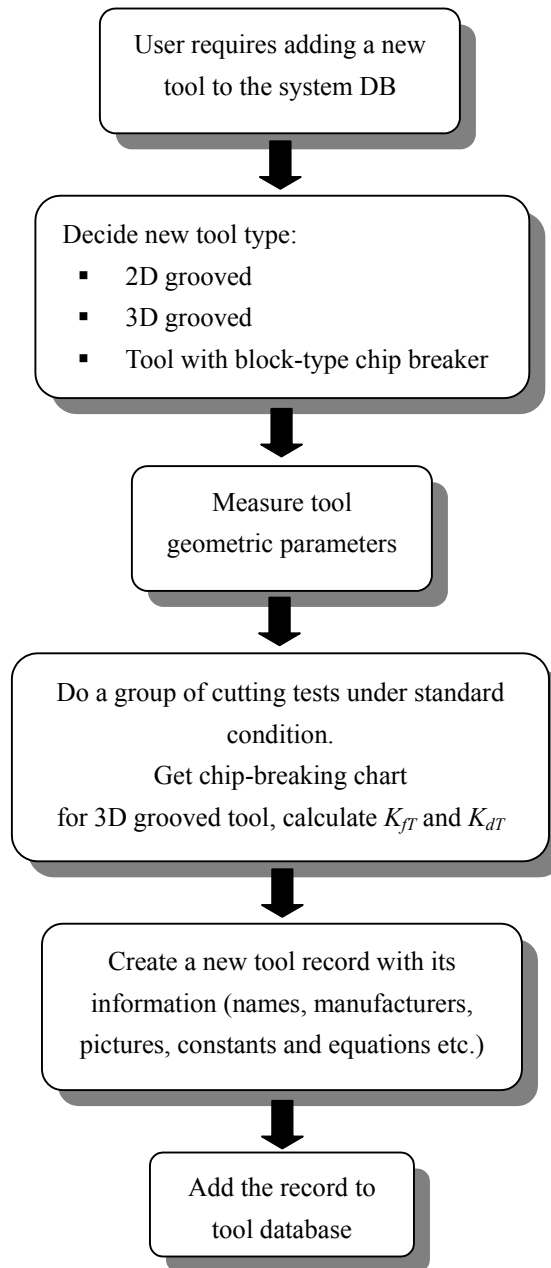 User requires adding a new
tool to the system DB
Decide new tool type:
▪ 2D grooved
▪ 3D grooved
▪ Tool with block-type chip breaker
Measure tool
geometric parameters
Do a group of cutting tests under standard
condition.
Get chip-breaking chart
for 3D grooved tool, calculate KfT and KdT
Create a new tool record with its
information (names, manufacturers,
pictures, constants and equations etc.)
Add the record to
tool database